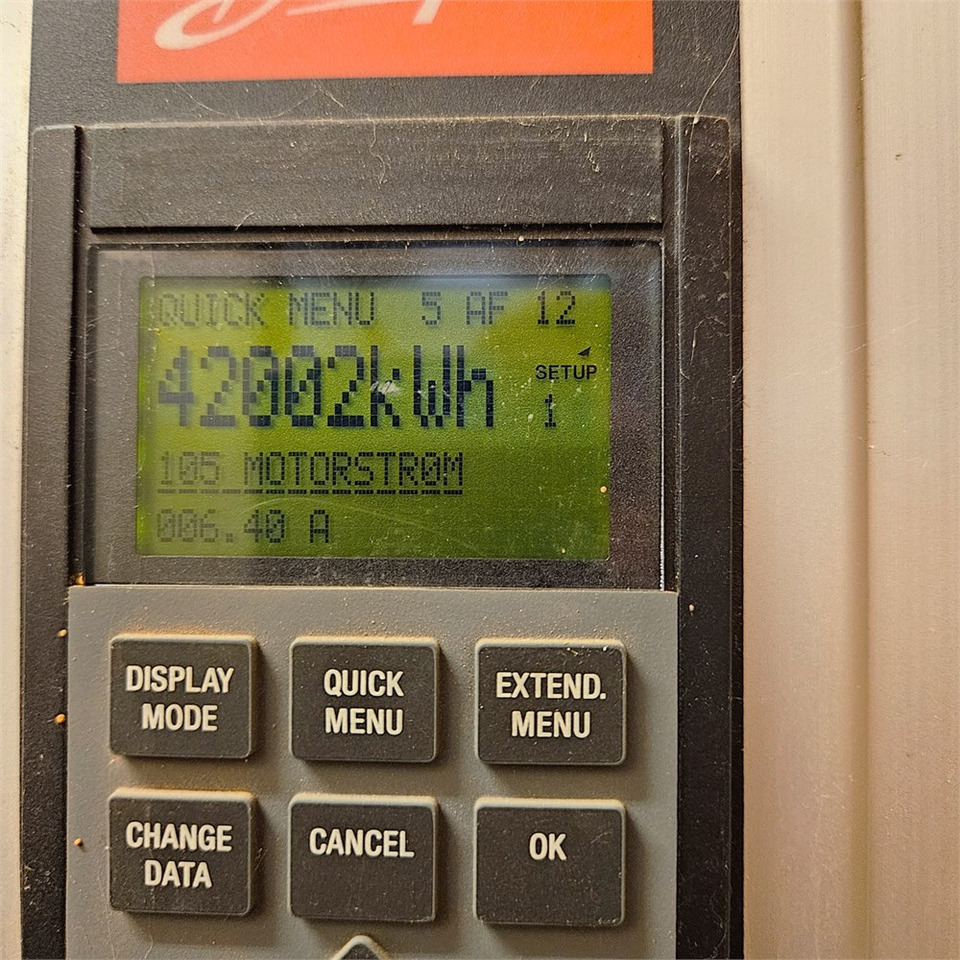 QUICK MENU 5 AF 12
42002kWh
SETUP
1
105 MOTORSTRØM
006.40 A
DISPLAY MODE
QUICK MENU
EXTEND. MENU
CHANGE DATA
CANCEL
OK